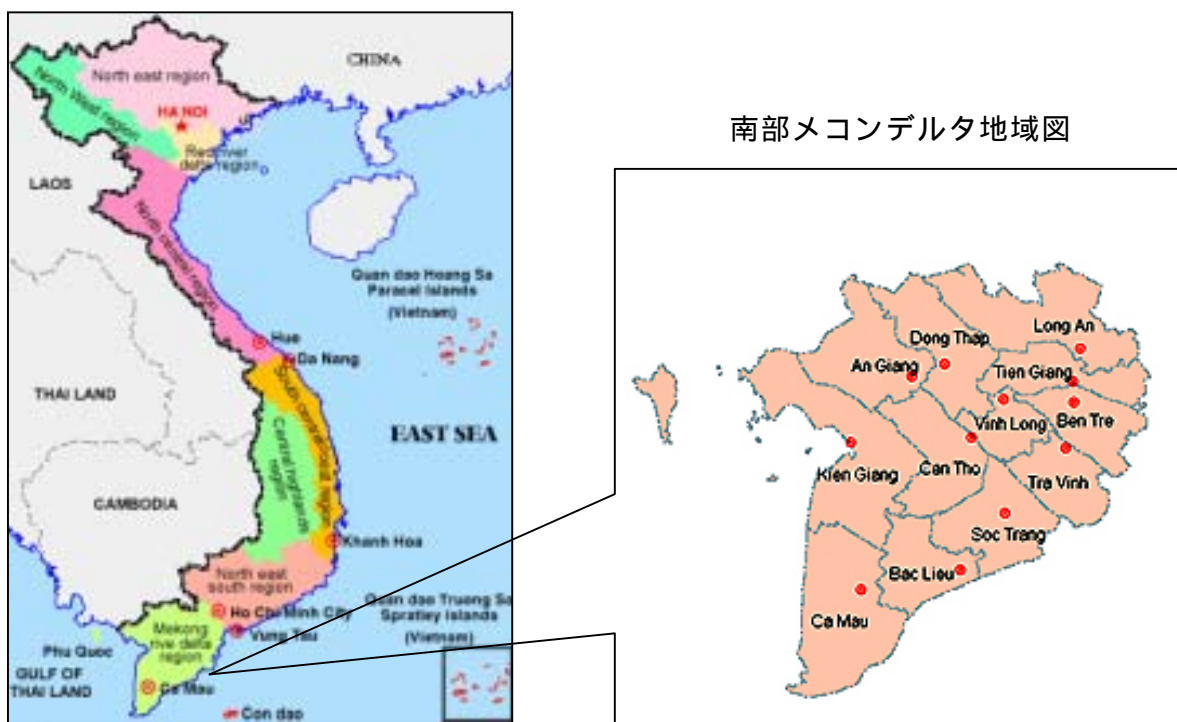 CHINA
North east region
North West region
HA NOI
Red river
delta region
LAOS
North central region
Quan dao Hoang Sa
Paracel Islands
(Vietnam)
Hue
Da Nang
THAI LAND
South central coast region
EAST SEA
Central highlands
region
CAMBODIA
Khanh Hoa
North east
south region
Ho Chi Minh City
Quan dao Truong Sa
Spratley islands
(Vietnam)
Vung Tau
Mekong
rive delta
region
Phu Quoc
GULF OF
THAI LAND
Ca Mau
Con dao
南部メコンデルタ地域図
Long An
Dong Thap
An Giang
Tien Giang
Vinh Long
Ben Tre
Kien Giang
Can Tho
Tra Vinh
Soc Trang
Bac Lieu
Ca Mau